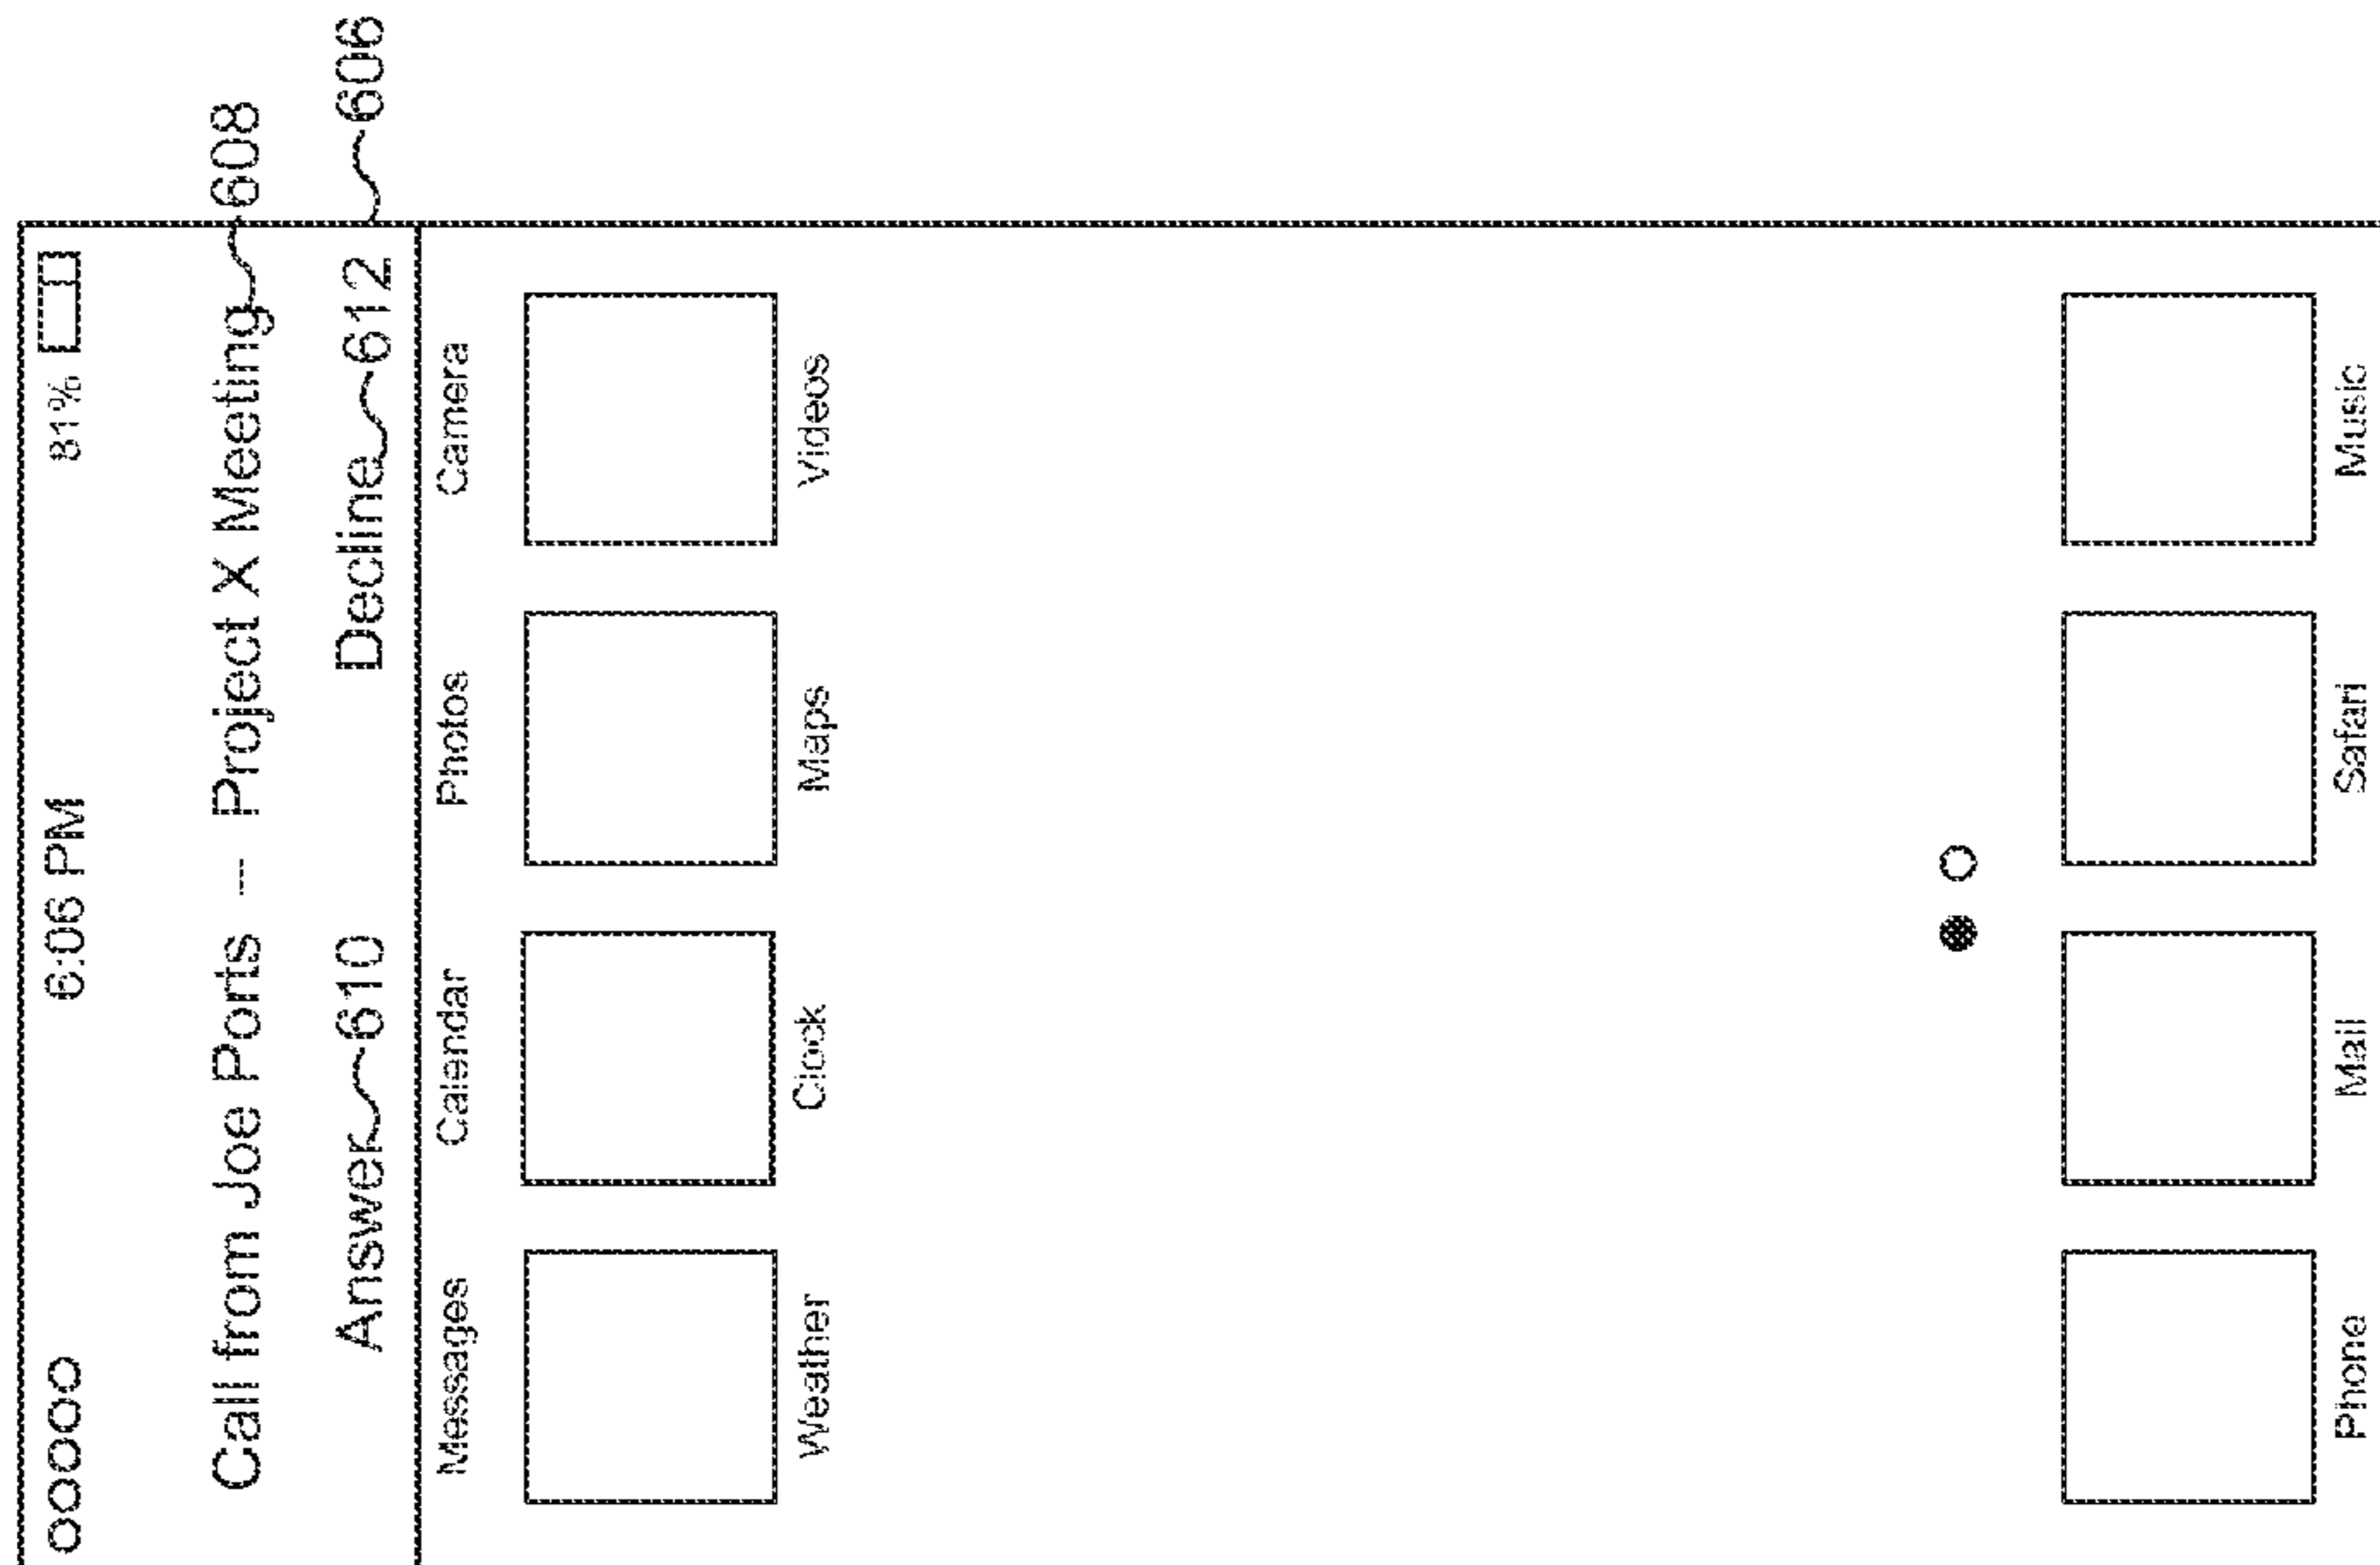 6:06 PM 81%
Call from Joe Ports -- Project X Meeting 608
Answer 610 Decline 612 606
Messages Calendar Photos Camera
Weather Clock Maps Videos
Phone Mail Safari Music